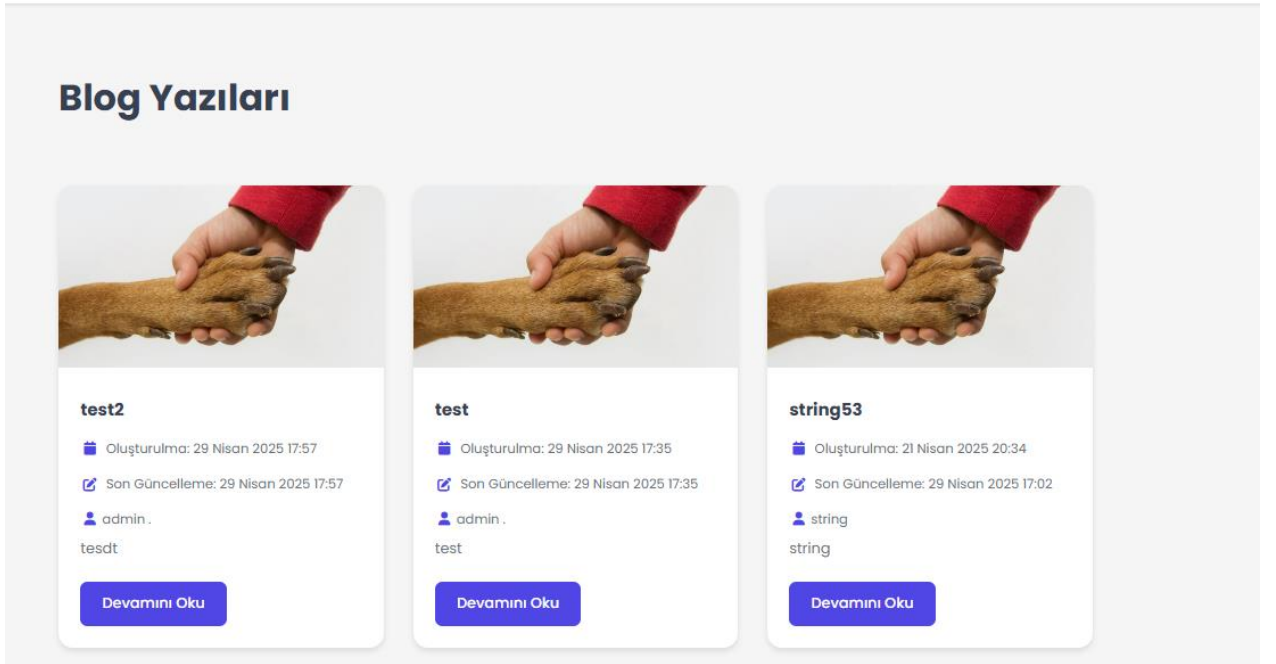 Blog Yazıları
test2
Oluşturulma: 29 Nisan 2025 17:57
Son Güncelleme: 29 Nisan 2025 17:57
admin .
tesdt
Devamını Oku
test
Oluşturulma: 29 Nisan 2025 17:35
Son Güncelleme: 29 Nisan 2025 17:35
admin .
test
Devamını Oku
string53
Oluşturulma: 21 Nisan 2025 20:34
Son Güncelleme: 29 Nisan 2025 17:02
string
string
Devamını Oku